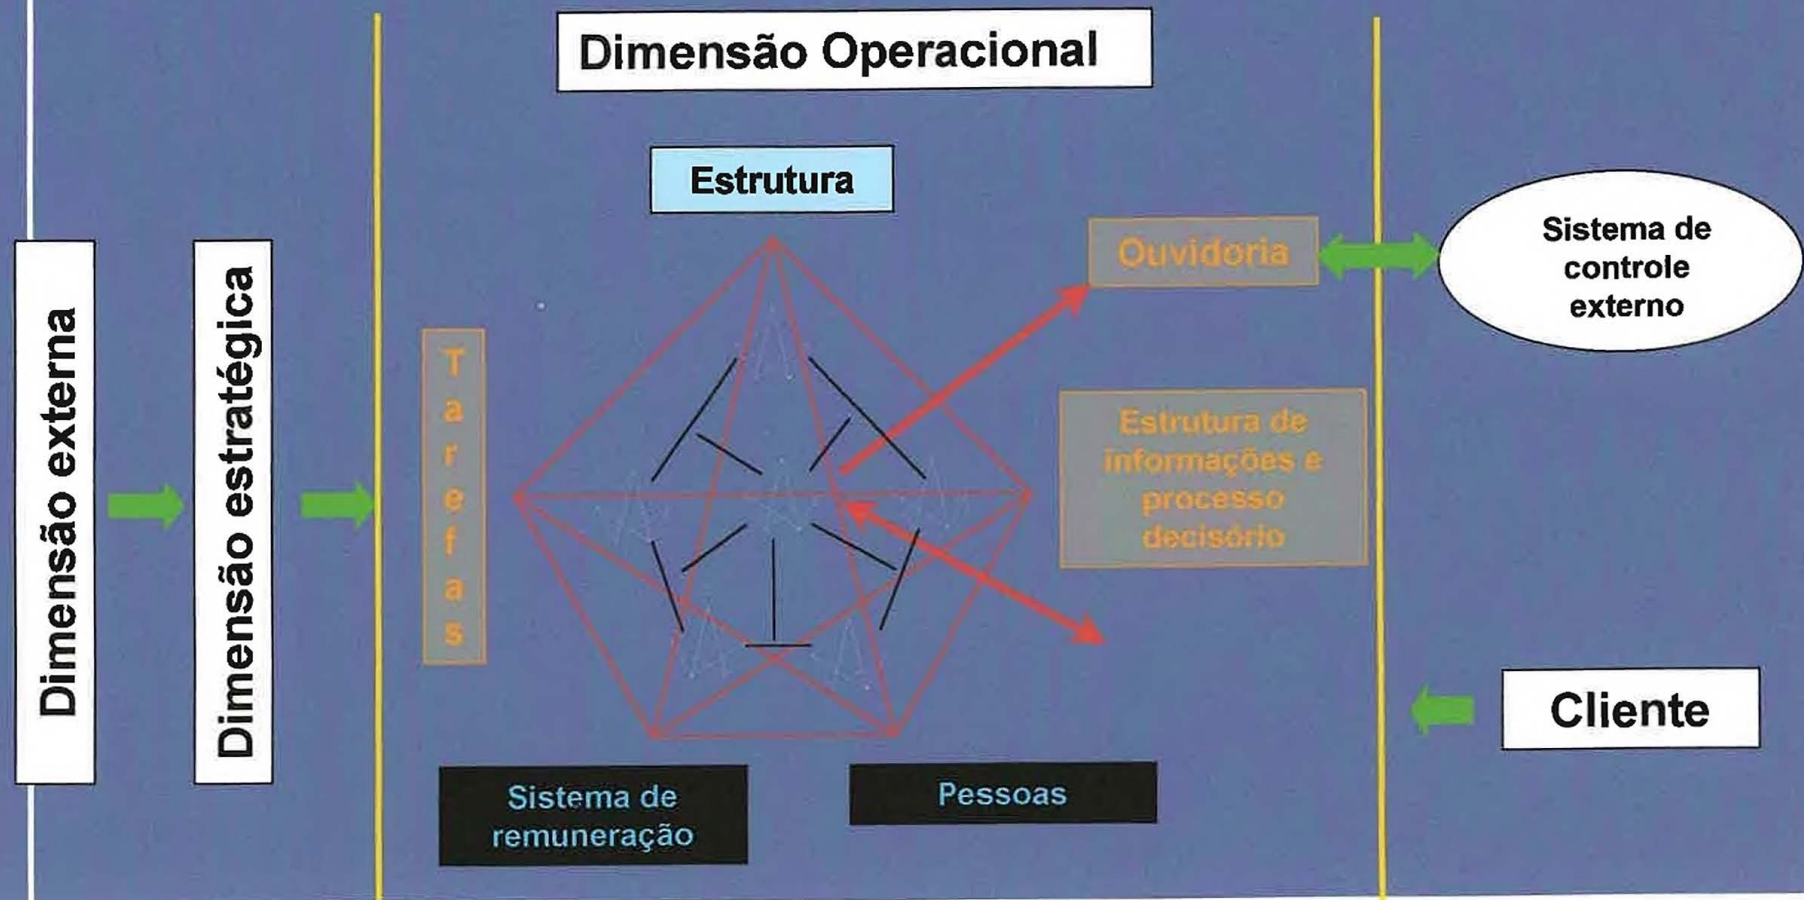 Dimensão Operacional
Estrutura
Ouvidoria
Sistema de
controle
externo
Dimensão externa
Dimensão estratégica
Tarefas
Estrutura de
informações e
processo
decisório
Cliente
Sistema de
remuneração
Pessoas